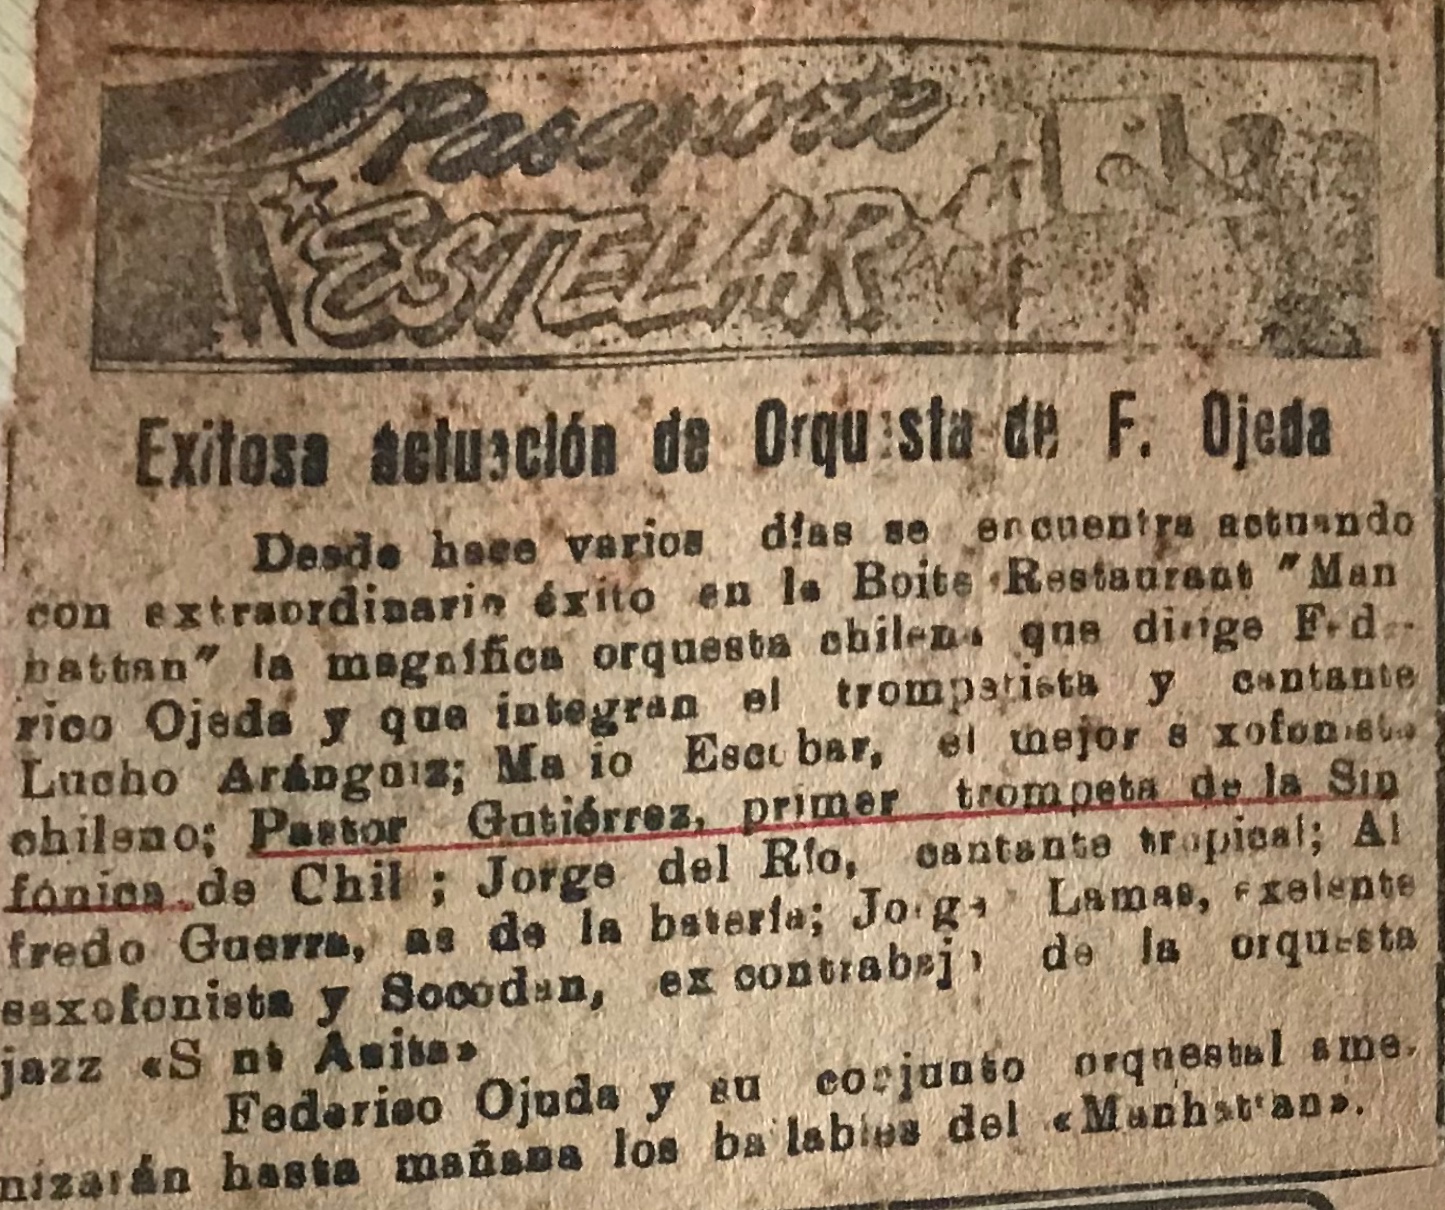 Pasaporte
ESTELAR
Exitosa actuación de Orquesta de F. Ojeda
Desde hace varios días se encuentra actuando
con extraordinario éxito en la Boite Restaurant "Man
hattan" la magnífica orquesta chilena que dirige Fede-
rico Ojeda y que integran el trompetista y cantante
Lucho Aránguiz; Mario Escobar, el mejor saxofonista
chileno; Pastor Gutiérrez, primer trompeta de la Sin
fónica de Chile; Jorge del Río, cantante tropical; Al
fredo Guerra, as de la batería; Jorge Lamas, exelente
saxofonista y Socodan, ex contrabajo de la orquesta
jazz «S nt Anita»
Federico Ojuda y su conjunto orquestal ame-
nizarán hasta mañana los bailables del «Manhattan».